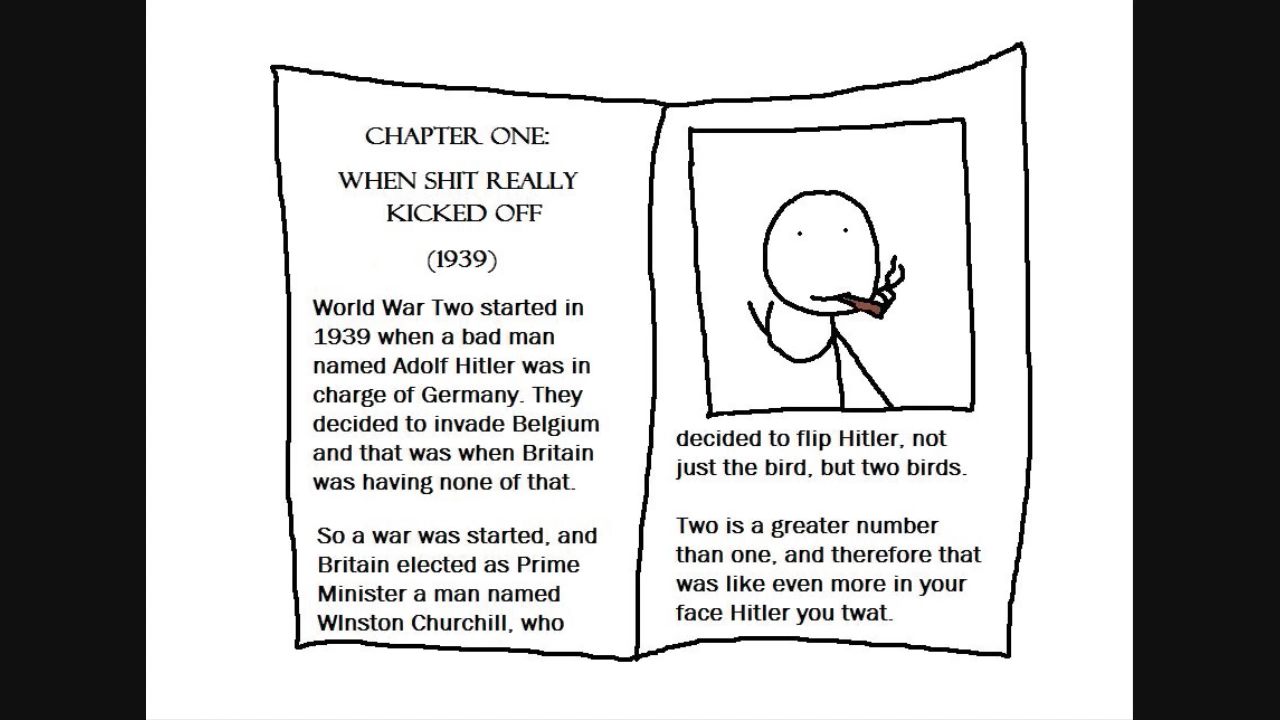 CHAPTER ONE:
WHEN SHIT REALLY
KICKED OFF
(1939)
World War Two started in
1939 when a bad man
named Adolf Hitler was in
charge of Germany. They
decided to invade Belgium
and that was when Britain
was having none of that.
So a war was started, and
Britain elected as Prime
Minister a man named
WInston Churchill, who
decided to flip Hitler, not
just the bird, but two birds.
Two is a greater number
than one, and therefore that
was like even more in your
face Hitler you twat.